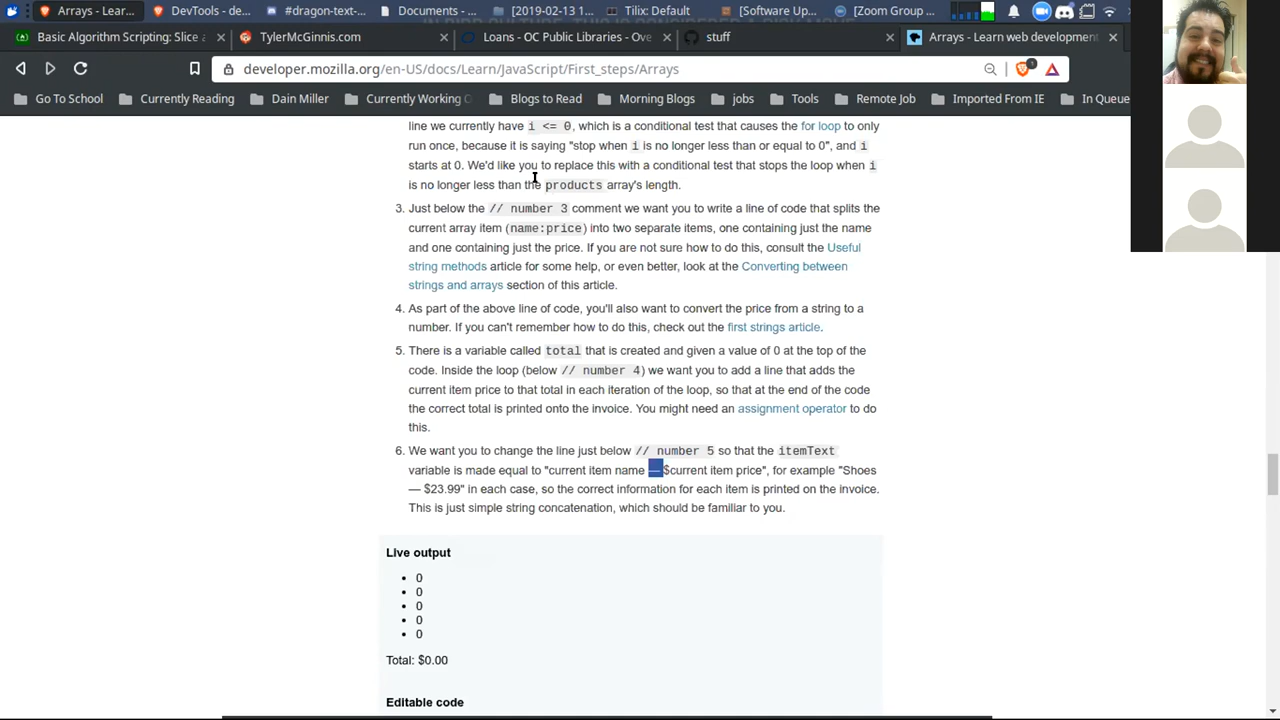 Arrays - Lear...
DevTools - de...
#dragon-text-...
Documents - ...
[2019-02-13 1...
Tilix: Default
[Software Up...
[Zoom Group ...
Basic Algorithm Scripting: Slice a
TylerMcGinnis.com
Loans - OC Public Libraries - Ove
stuff
Arrays - Learn web development
developer.mozilla.org/en-US/docs/Learn/JavaScript/First_steps/Arrays
1
Go To School
Currently Reading
Dain Miller
Currently Working O
Blogs to Read
Morning Blogs
jobs
Tools
Remote Job
Imported From IE
In Queue
line we currently have i <= 0, which is a conditional test that causes the for loop to only
run once, because it is saying "stop when i is no longer less than or equal to 0", and i
starts at 0. We'd like you to replace this with a conditional test that stops the loop when i
is no longer less than the products array's length.
3. Just below the // number 3 comment we want you to write a line of code that splits the
current array item (name:price) into two separate items, one containing just the name
and one containing just the price. If you are not sure how to do this, consult the Useful
string methods article for some help, or even better, look at the Converting between
strings and arrays section of this article.
4. As part of the above line of code, you'll also want to convert the price from a string to a
number. If you can't remember how to do this, check out the first strings article.
5. There is a variable called total that is created and given a value of 0 at the top of the
code. Inside the loop (below // number 4) we want you to add a line that adds the
current item price to that total in each iteration of the loop, so that at the end of the code
the correct total is printed onto the invoice. You might need an assignment operator to do
this.
6. We want you to change the line just below // number 5 so that the itemText
variable is made equal to "current item name — $current item price", for example "Shoes
— $23.99" in each case, so the correct information for each item is printed on the invoice.
This is just simple string concatenation, which should be familiar to you.
Live output
• 0
• 0
• 0
• 0
• 0
Total: $0.00
Editable code